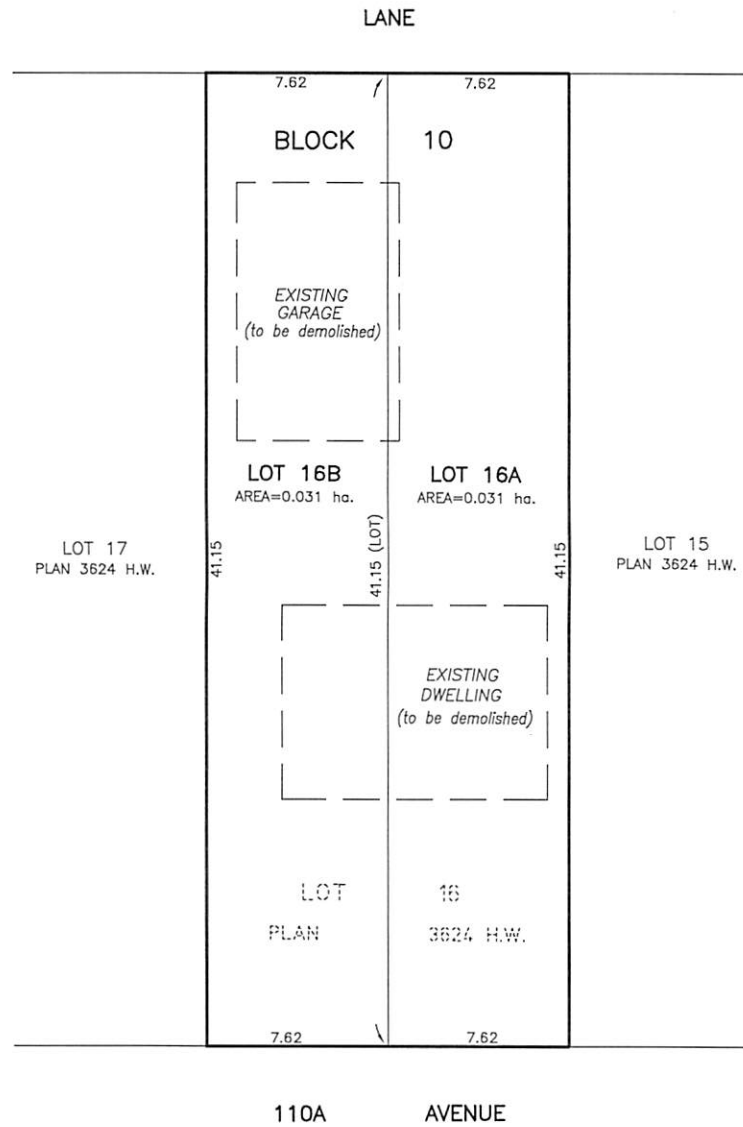 LANE
7.62 7.62
BLOCK 10
EXISTING
GARAGE
(to be demolished)
LOT 16B
AREA=0.031 ha.
LOT 16A
AREA=0.031 ha.
LOT 17
PLAN 3624 H.W.
41.15
41.15 (LOT)
41.15
LOT 15
PLAN 3624 H.W.
EXISTING
DWELLING
(to be demolished)
LOT 16
PLAN 3624 H.W.
7.62 7.62
110A AVENUE